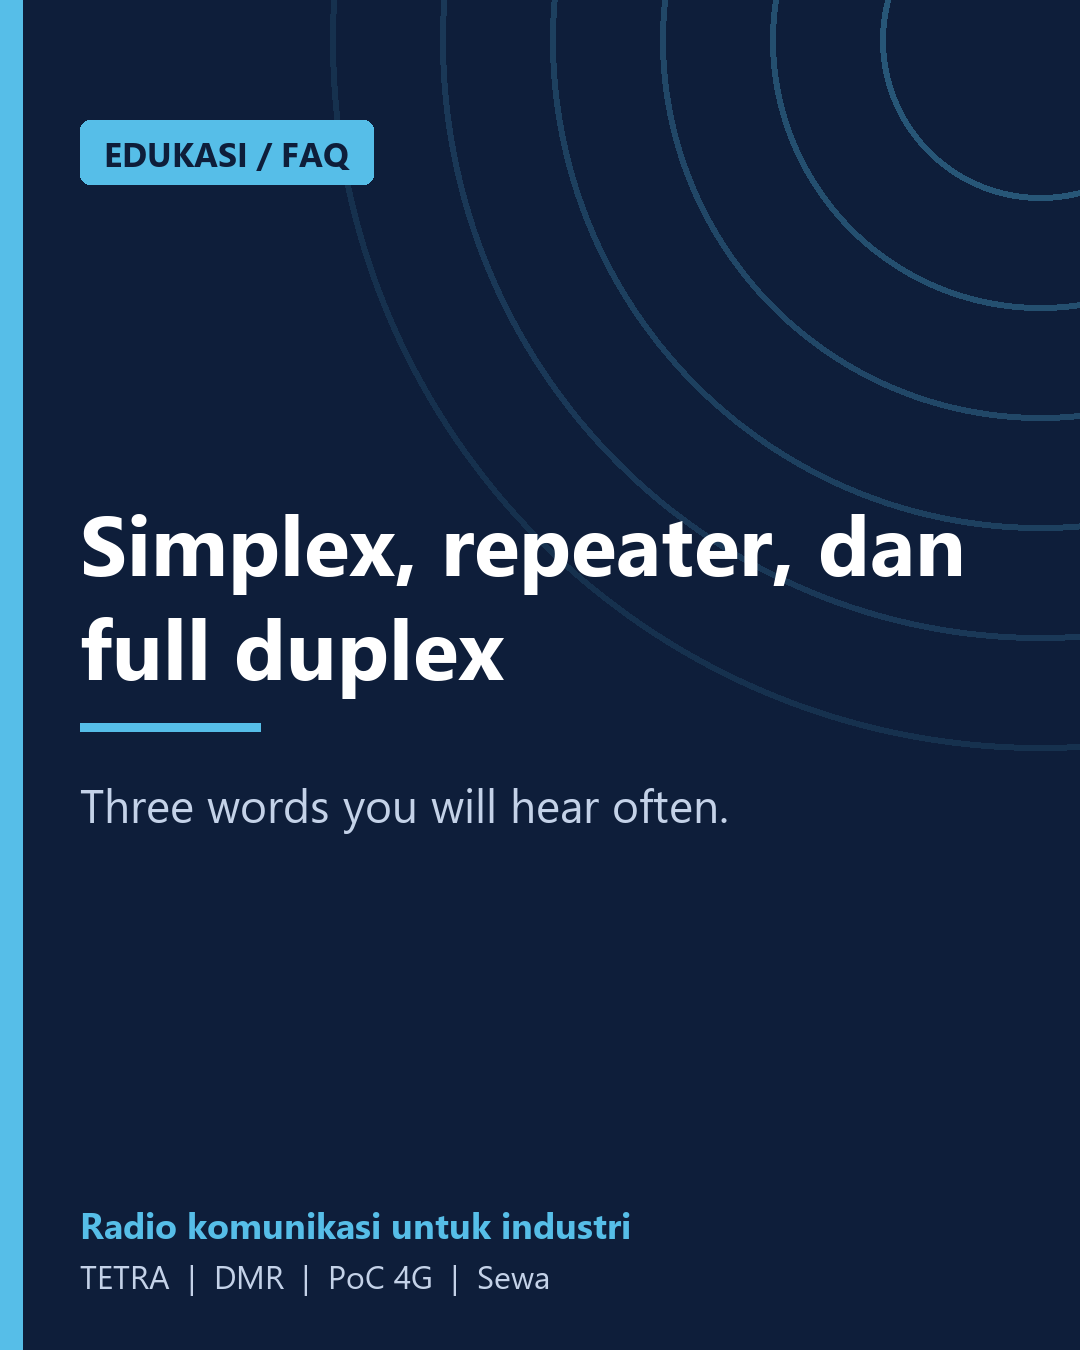 EDUKASI / FAQ
Simplex, repeater, dan
full duplex
Three words you will hear often.
Radio komunikasi untuk industri
TETRA | DMR | PoC 4G | Sewa